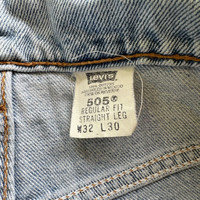 Levi's
505
REGULAR FIT
STRAIGHT LEG
W32 L30